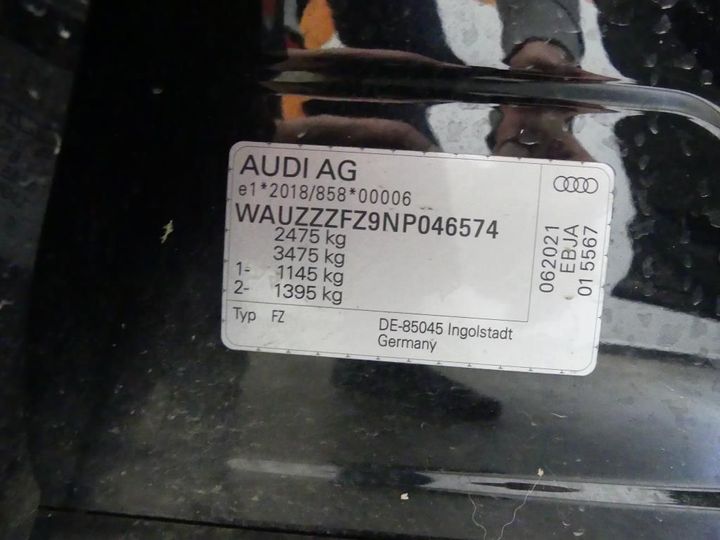 AUDI AG
e1*2018/858*00006
WAUZZZFZ9NP046574
2475 kg
3475 kg
1- 1145 kg
2- 1395 kg
Typ FZ
DE-85045 Ingolstadt
Germany
062021
EBJA
01 5567